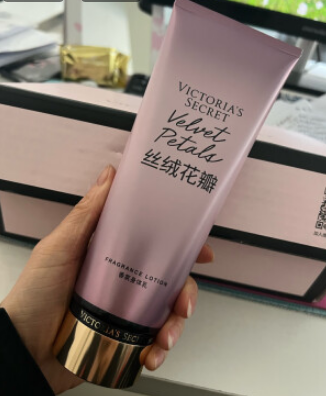 VICTORIA'S
SECRET
Velvet
Petals
丝绒花瓣
FRAGRANCE LOTION
香氛身体乳
VICTORIA'S SECRET